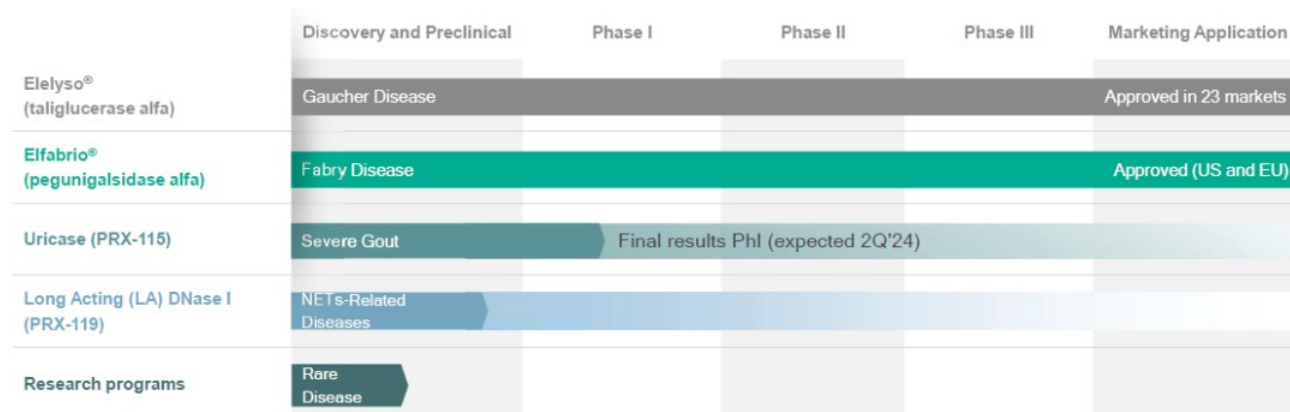 Discovery and Preclinical Phase I Phase II Phase III Marketing Application
Elelyso®
(taliglucerase alfa)
Gaucher Disease Approved in 23 markets
Elfabrio®
(pegunigalsidase alfa)
Fabry Disease Approved (US and EU)
Uricase (PRX-115) Severe Gout Final results PhI (expected 2Q'24)
Long Acting (LA) DNase I
(PRX-119)
NETs-Related
Diseases
Research programs
Rare
Disease